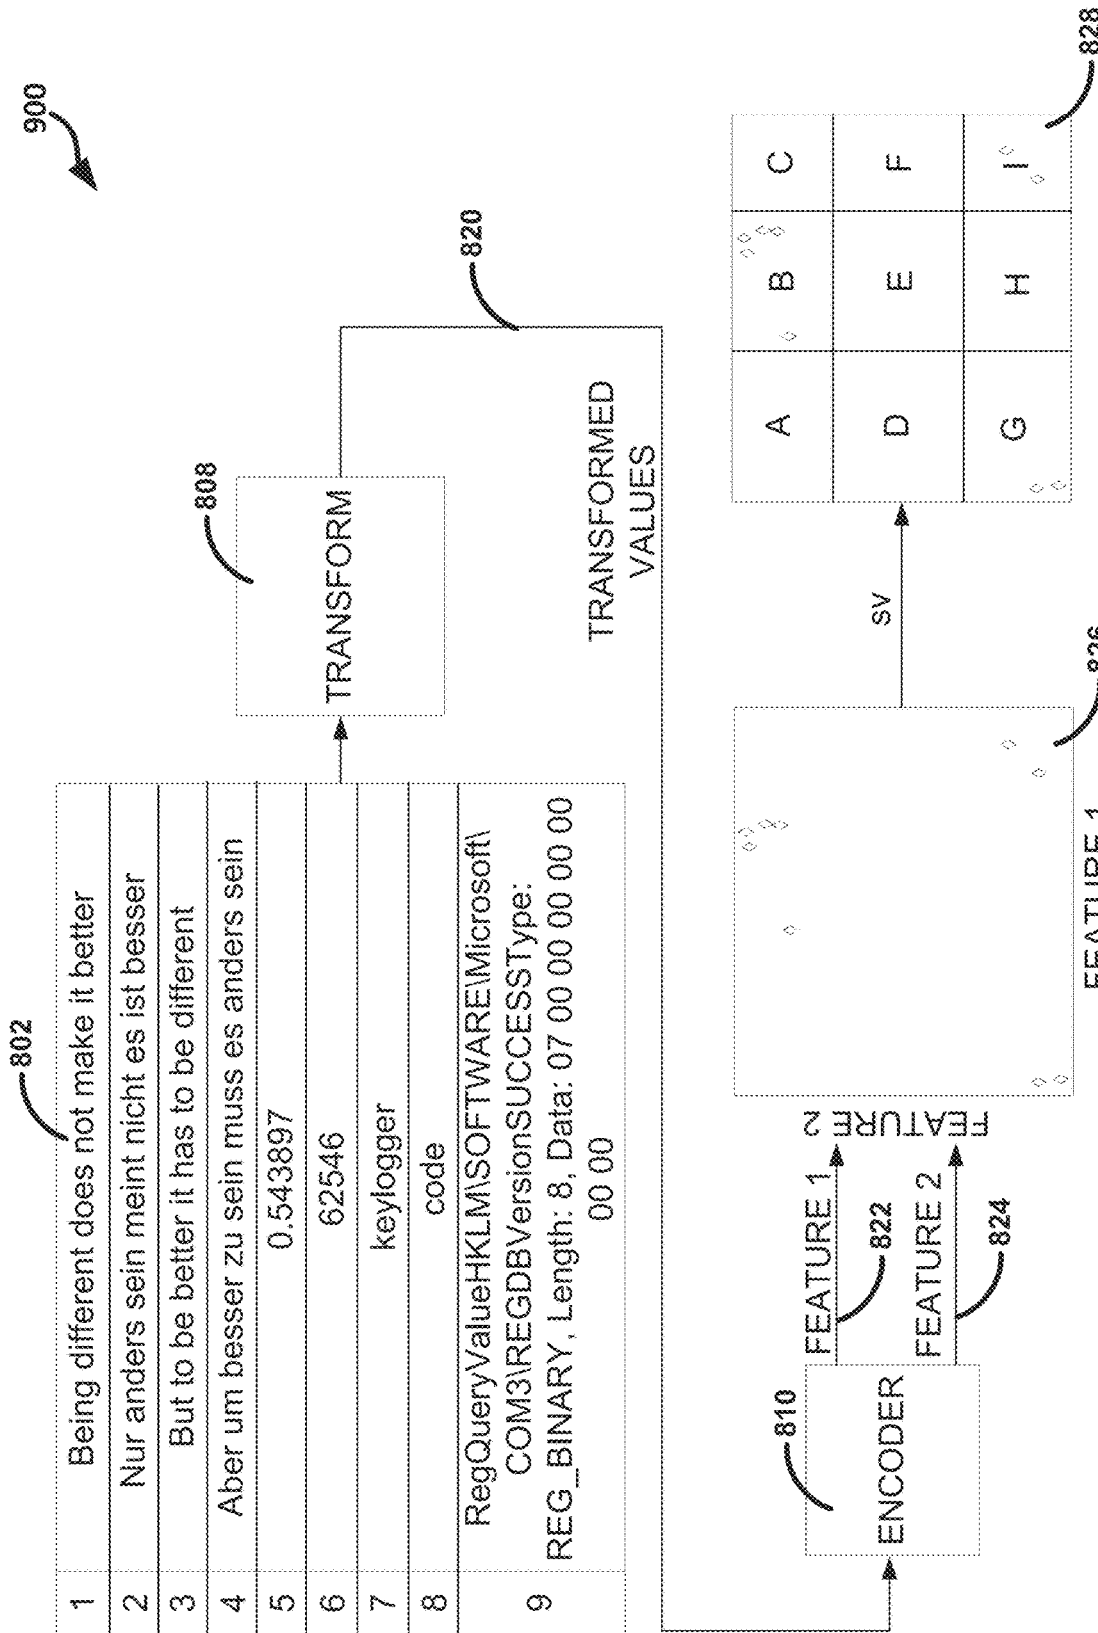 900
802
1 Being different does not make it better
2 Nur anders sein meint nicht es ist besser
3 But to be better it has to be different
4 Aber um besser zu sein muss es anders sein
5 0.543897
6 62546
7 keylogger
8 code
9 RegQueryValueHKLM\SOFTWARE\Microsoft\
COM3\REGDBVersionSUCCESSType:
REG_BINARY, Length: 8, Data: 07 00 00 00 00 00
00 00
808
TRANSFORM
820
TRANSFORMED
VALUES
810
ENCODER
FEATURE 1
822
FEATURE 2
824
FEATURE 2
FEATURE 1
826
SV
A B C
D E F
G H I
828